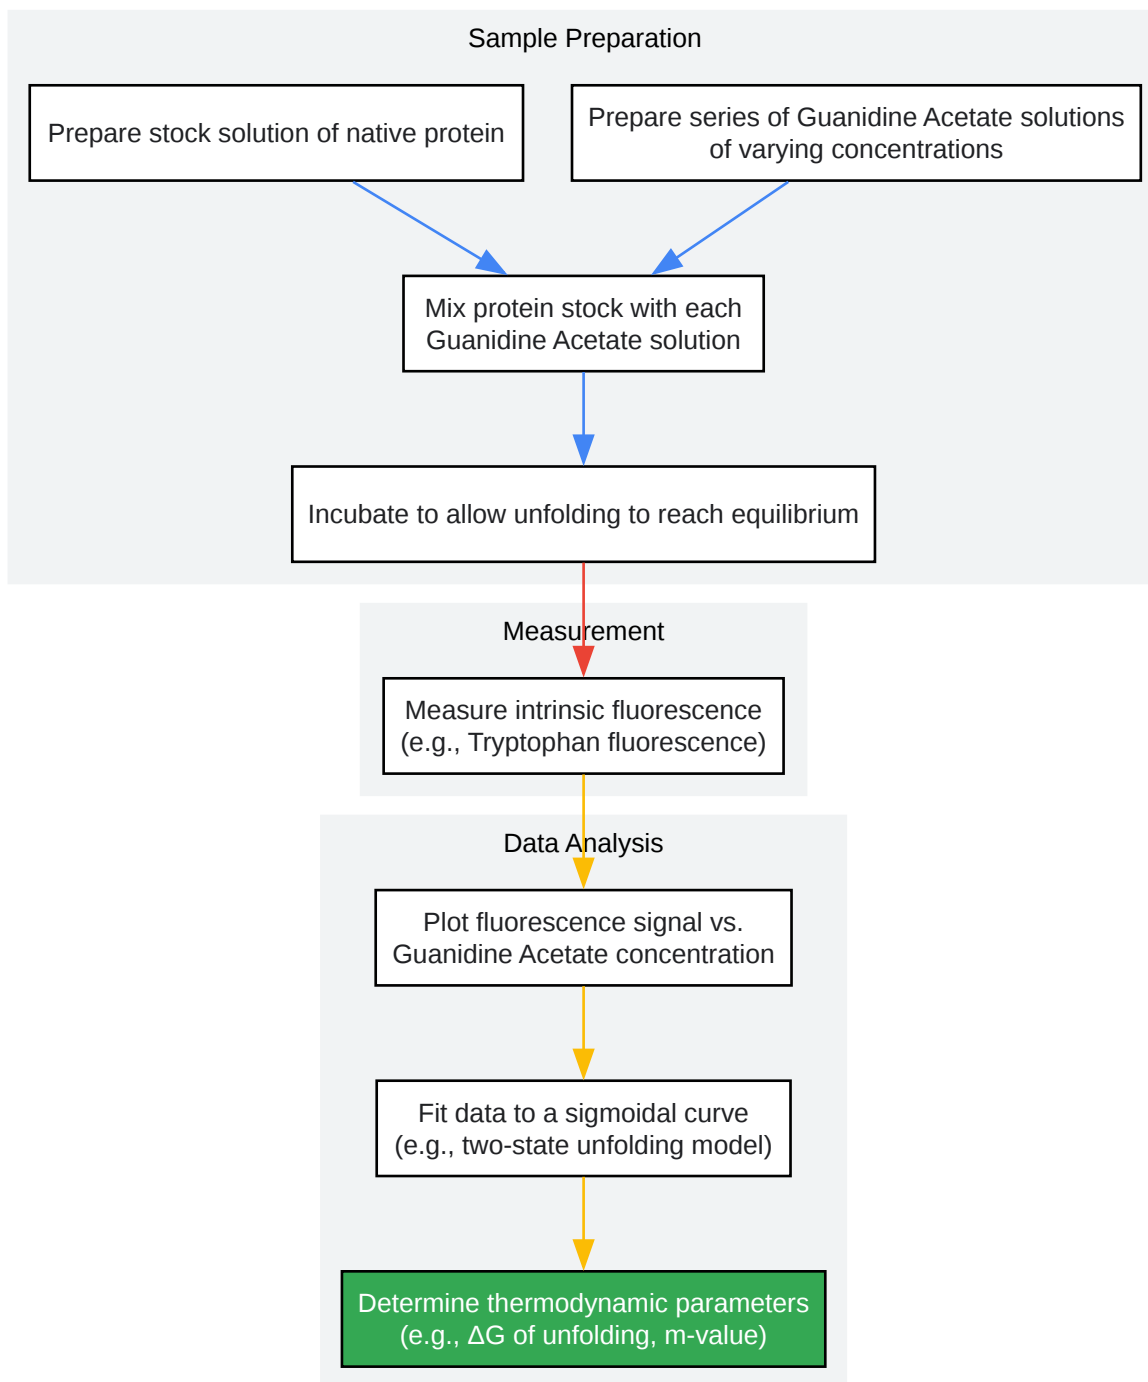 Sample Preparation
Prepare stock solution of native protein
Prepare series of Guanidine Acetate solutions
of varying concentrations
Mix protein stock with each
Guanidine Acetate solution
Incubate to allow unfolding to reach equilibrium
Measurement
Measure intrinsic fluorescence
(e.g., Tryptophan fluorescence)
Data Analysis
Plot fluorescence signal vs.
Guanidine Acetate concentration
Fit data to a sigmoidal curve
(e.g., two-state unfolding model)
Determine thermodynamic parameters
(e.g., ΔG of unfolding, m-value)